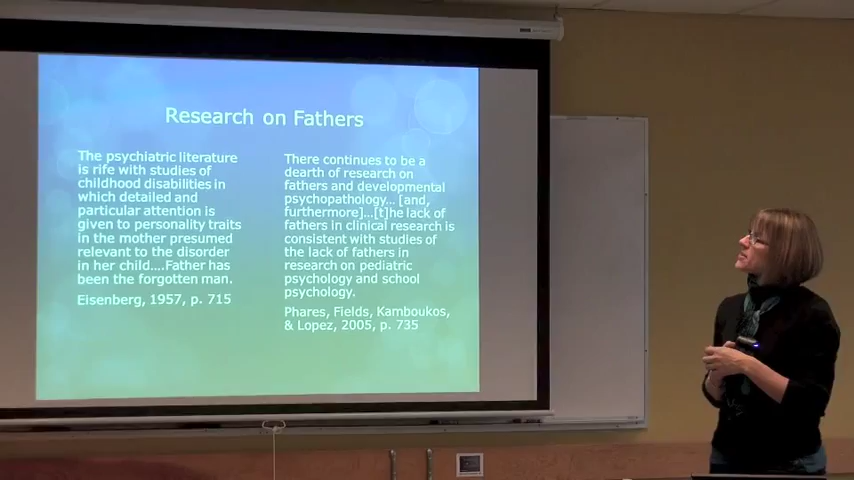 Research on Fathers
The psychiatric literature
is rife with studies of
childhood disabilities in
which detailed and
particular attention is
given to personality traits
in the mother presumed
relevant to the disorder
in her child....Father has
been the forgotten man.
Eisenberg, 1957, p. 715
There continues to be a
dearth of research on
fathers and developmental
psychopathology... [and,
furthermore]...[t]he lack of
fathers in clinical research is
consistent with studies of
the lack of fathers in
research on pediatric
psychology and school
psychology.
Phares, Fields, Kamboukos,
& Lopez, 2005, p. 735